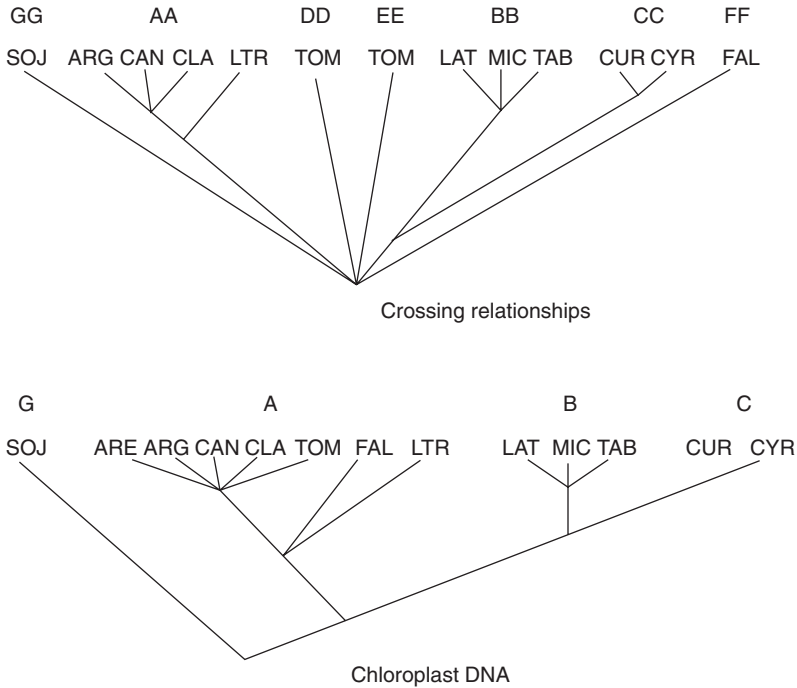 GG AA DD EE BB CC FF
SOJ ARG CAN CLA LTR TOM TOM LAT MIC TAB CUR CYR FAL
Crossing relationships
G A B C
SOJ ARE ARG CAN CLA TOM FAL LTR LAT MIC TAB CUR CYR
Chloroplast DNA